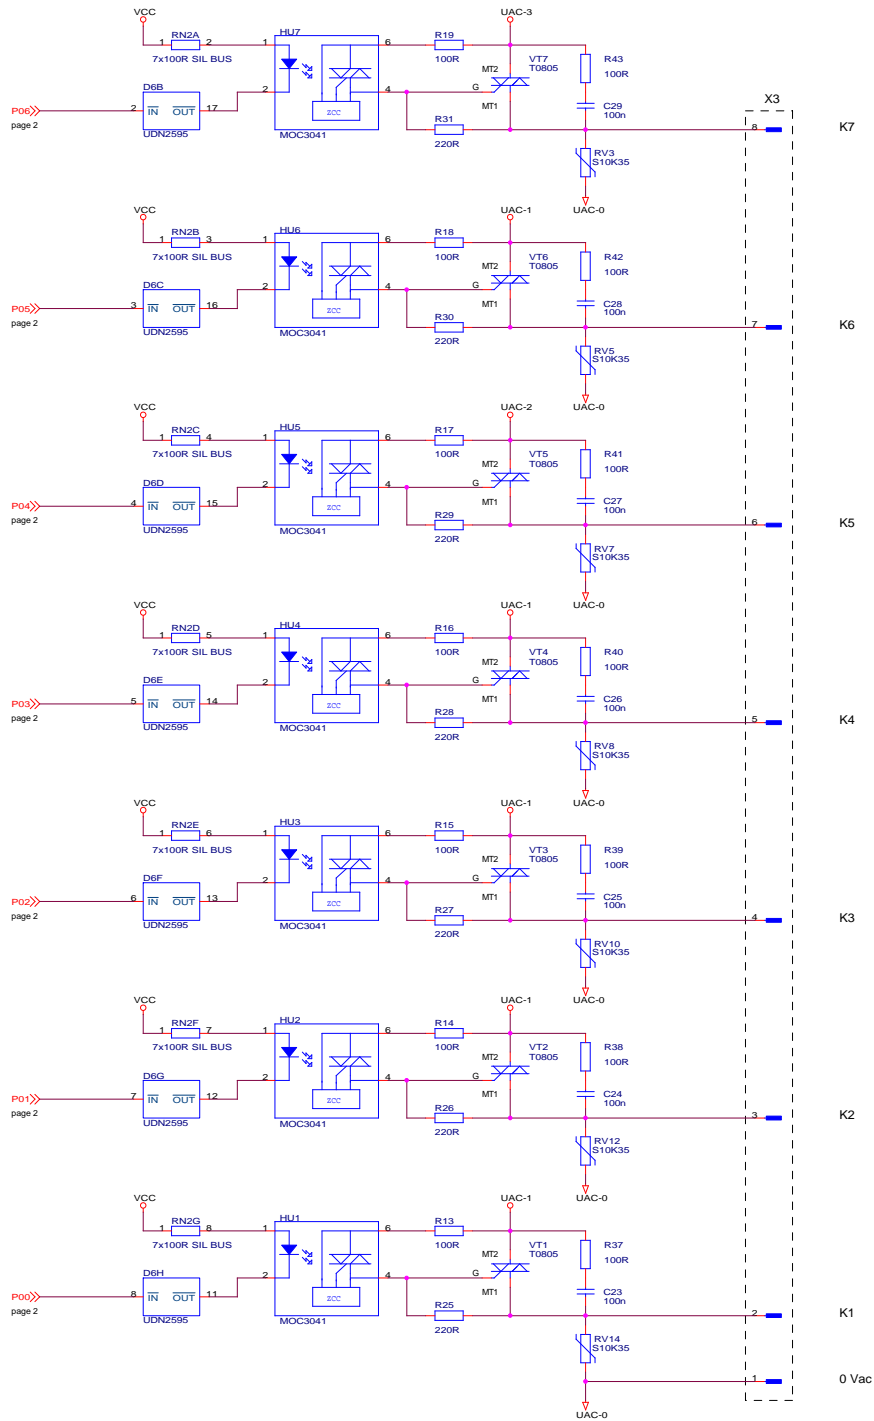 VCC UAC-3
RN2A HU7 R19
1 2 1 6 R43
7x100R SIL BUS 100R MT2 VT7 T0805 100R
X3
D6B 2 4 G
P06 2 IN OUT 17 ZCC R31 MT1 C29 100n
page 2 8 K7
UDN2595 MOC3041 220R RV3 S10K35
UAC-0
VCC UAC-1
RN2B HU6 R18
1 3 1 6 R42
7x100R SIL BUS 100R MT2 VT6 T0805 100R
D6C 2 4 G
P05 3 IN OUT 16 ZCC R30 MT1 C28 100n
page 2 7 K6
UDN2595 MOC3041 220R RV5 S10K35
UAC-0
VCC UAC-2
RN2C HU5 R17
1 4 1 6 R41
7x100R SIL BUS 100R MT2 VT5 T0805 100R
D6D 2 4 G
P04 4 IN OUT 15 ZCC R29 MT1 C27 100n
page 2 6 K5
UDN2595 MOC3041 220R RV7 S10K35
UAC-0
VCC UAC-1
RN2D HU4 R16
1 5 1 6 R40
7x100R SIL BUS 100R MT2 VT4 T0805 100R
D6E 2 4 G
P03 5 IN OUT 14 ZCC R28 MT1 C26 100n
page 2 5 K4
UDN2595 MOC3041 220R RV8 S10K35
UAC-0
VCC UAC-1
RN2E HU3 R15
1 6 1 6 R39
7x100R SIL BUS 100R MT2 VT3 T0805 100R
D6F 2 4 G
P02 6 IN OUT 13 ZCC R27 MT1 C25 100n
page 2 4 K3
UDN2595 MOC3041 220R RV10 S10K35
UAC-0
VCC UAC-1
RN2F HU2 R14
1 7 1 6 R38
7x100R SIL BUS 100R MT2 VT2 T0805 100R
D6G 2 4 G
P01 7 IN OUT 12 ZCC R26 MT1 C24 100n
page 2 3 K2
UDN2595 MOC3041 220R RV12 S10K35
UAC-0
VCC UAC-1
RN2G HU1 R13
1 8 1 6 R37
7x100R SIL BUS 100R MT2 VT1 T0805 100R
D6H 2 4 G
P00 8 IN OUT 11 ZCC R25 MT1 C23 100n
page 2 2 K1
UDN2595 MOC3041 220R RV14 S10K35
1 0 Vac
UAC-0